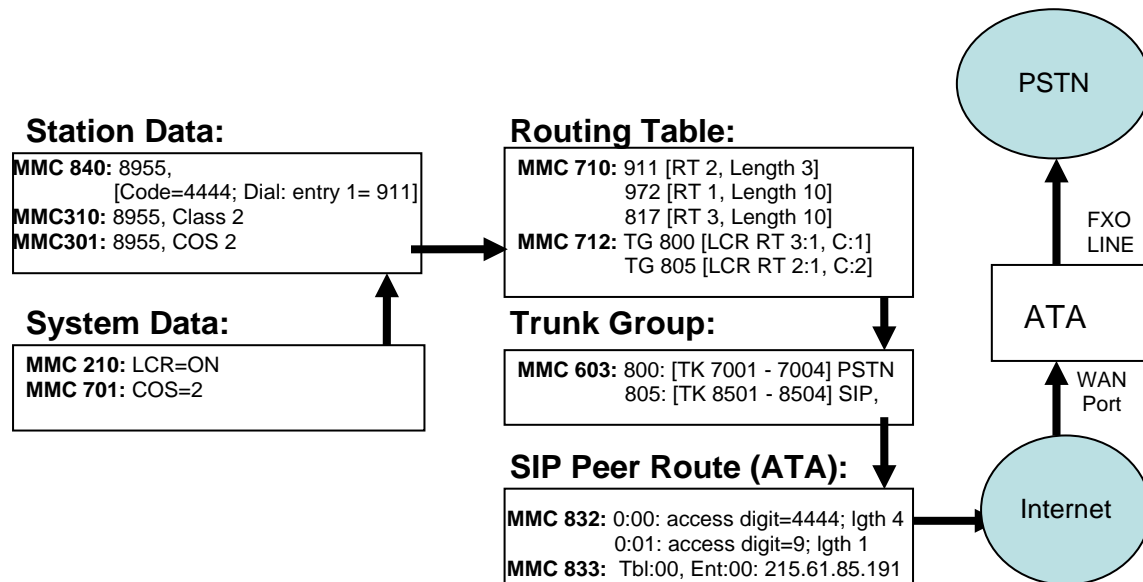 Station Data:
MMC 840: 8955,
[Code=4444; Dial: entry 1= 911]
MMC310: 8955, Class 2
MMC301: 8955, COS 2
System Data:
MMC 210: LCR=ON
MMC 701: COS=2
Routing Table:
MMC 710: 911 [RT 2, Length 3]
972 [RT 1, Length 10]
817 [RT 3, Length 10]
MMC 712: TG 800 [LCR RT 3:1, C:1]
TG 805 [LCR RT 2:1, C:2]
Trunk Group:
MMC 603: 800: [TK 7001 - 7004] PSTN
805: [TK 8501 - 8504] SIP,
SIP Peer Route (ATA):
MMC 832: 0:00: access digit=4444; lgth 4
0:01: access digit=9; lgth 1
MMC 833: Tbl:00, Ent:00: 215.61.85.191
PSTN
FXO
LINE
ATA
WAN
Port
Internet